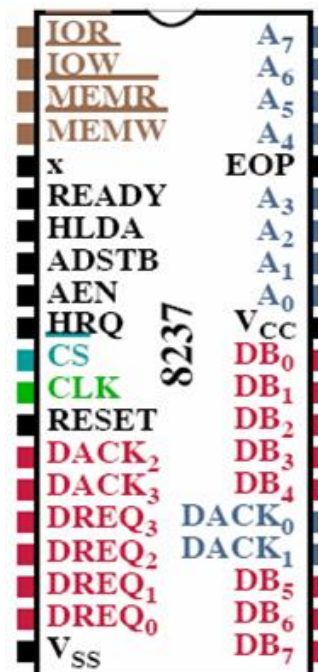 IOR
IOW
MEMR
MEMW
x
READY
HLDA
ADSTB
AEN
HRQ
CS
CLK
RESET
DACK₂
DACK₃
DREQ₃
DREQ₂
DREQ₁
DREQ₀
V_SS
8237
A₇
A₆
A₅
A₄
EOP
A₃
A₂
A₁
A₀
V_CC
DB₀
DB₁
DB₂
DB₃
DB₄
DACK₀
DACK₁
DB₅
DB₆
DB₇